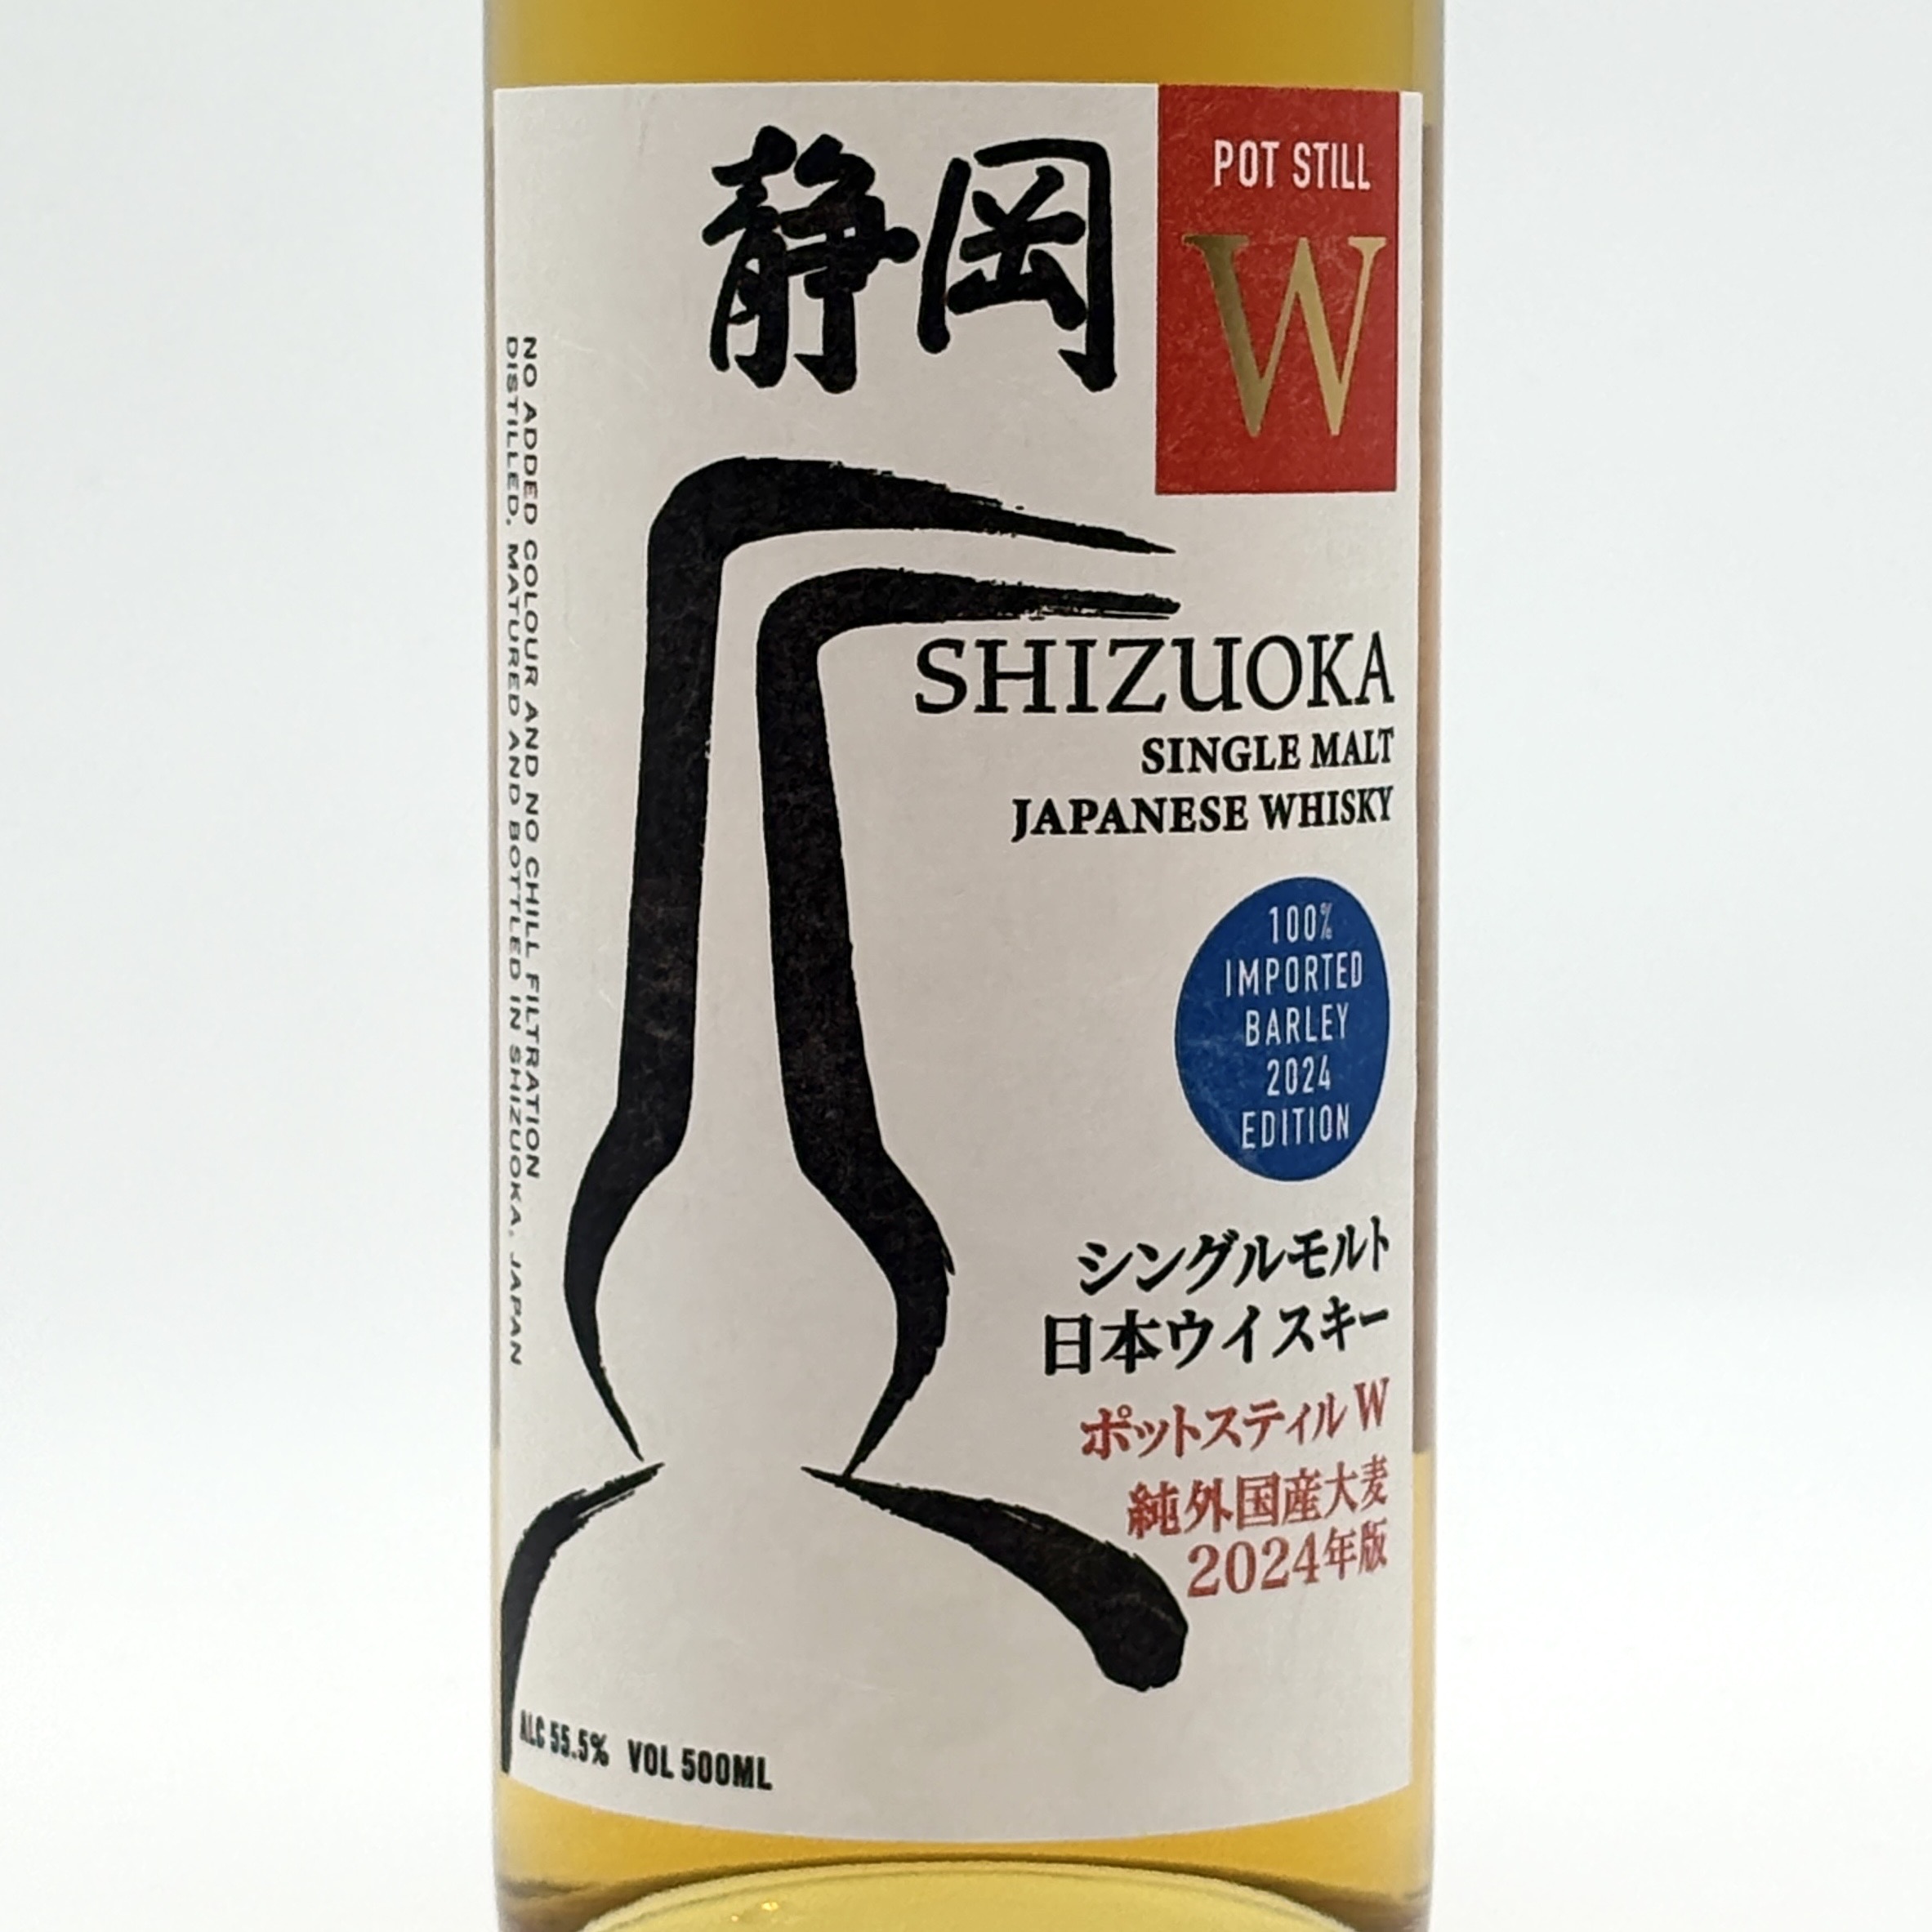 静岡
POT STILL
W
SHIZUOKA
SINGLE MALT
JAPANESE WHISKY
100%
IMPORTED
BARLEY
2024
EDITION
シングルモルト
日本ウイスキー
ポットスティルW
純外国産大麦
2024年版
NO ADDED COLOUR AND NO CHILL FILTRATION
DISTILLED, MATURED AND BOTTLED IN SHIZUOKA, JAPAN
ALC 55.5% VOL 500ML